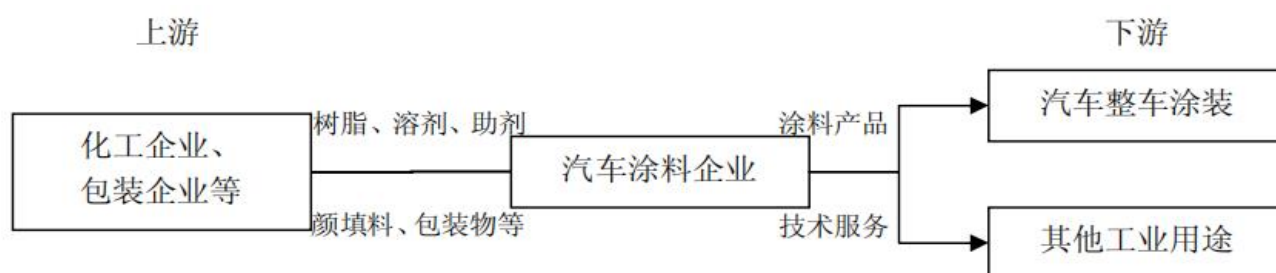 上游
下游
化工企业、
包装企业等
树脂、溶剂、助剂
颜填料、包装物等
汽车涂料企业
涂料产品
技术服务
汽车整车涂装
其他工业用途